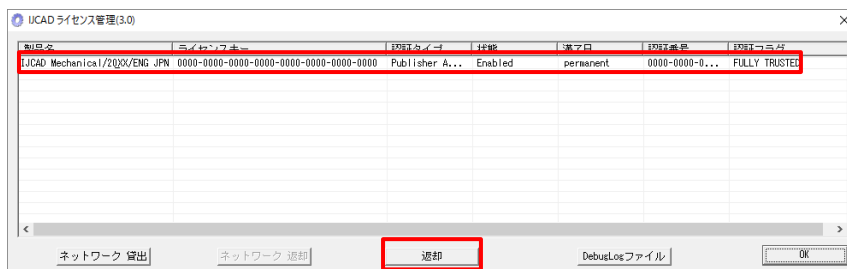 IJCAD ライセンス管理(3.0)
製品名 ライセンスキー 認証タイプ 状態 満了日 認証番号 認証フラグ
IJCAD Mechanical/20XX/ENG JPN 0000-0000-0000-0000-0000-0000-0000 Publisher A... Enabled permanent 0000-0000-0... FULLY TRUSTED
ネットワーク 貸出 ネットワーク 返却 返却 DebugLogファイル OK